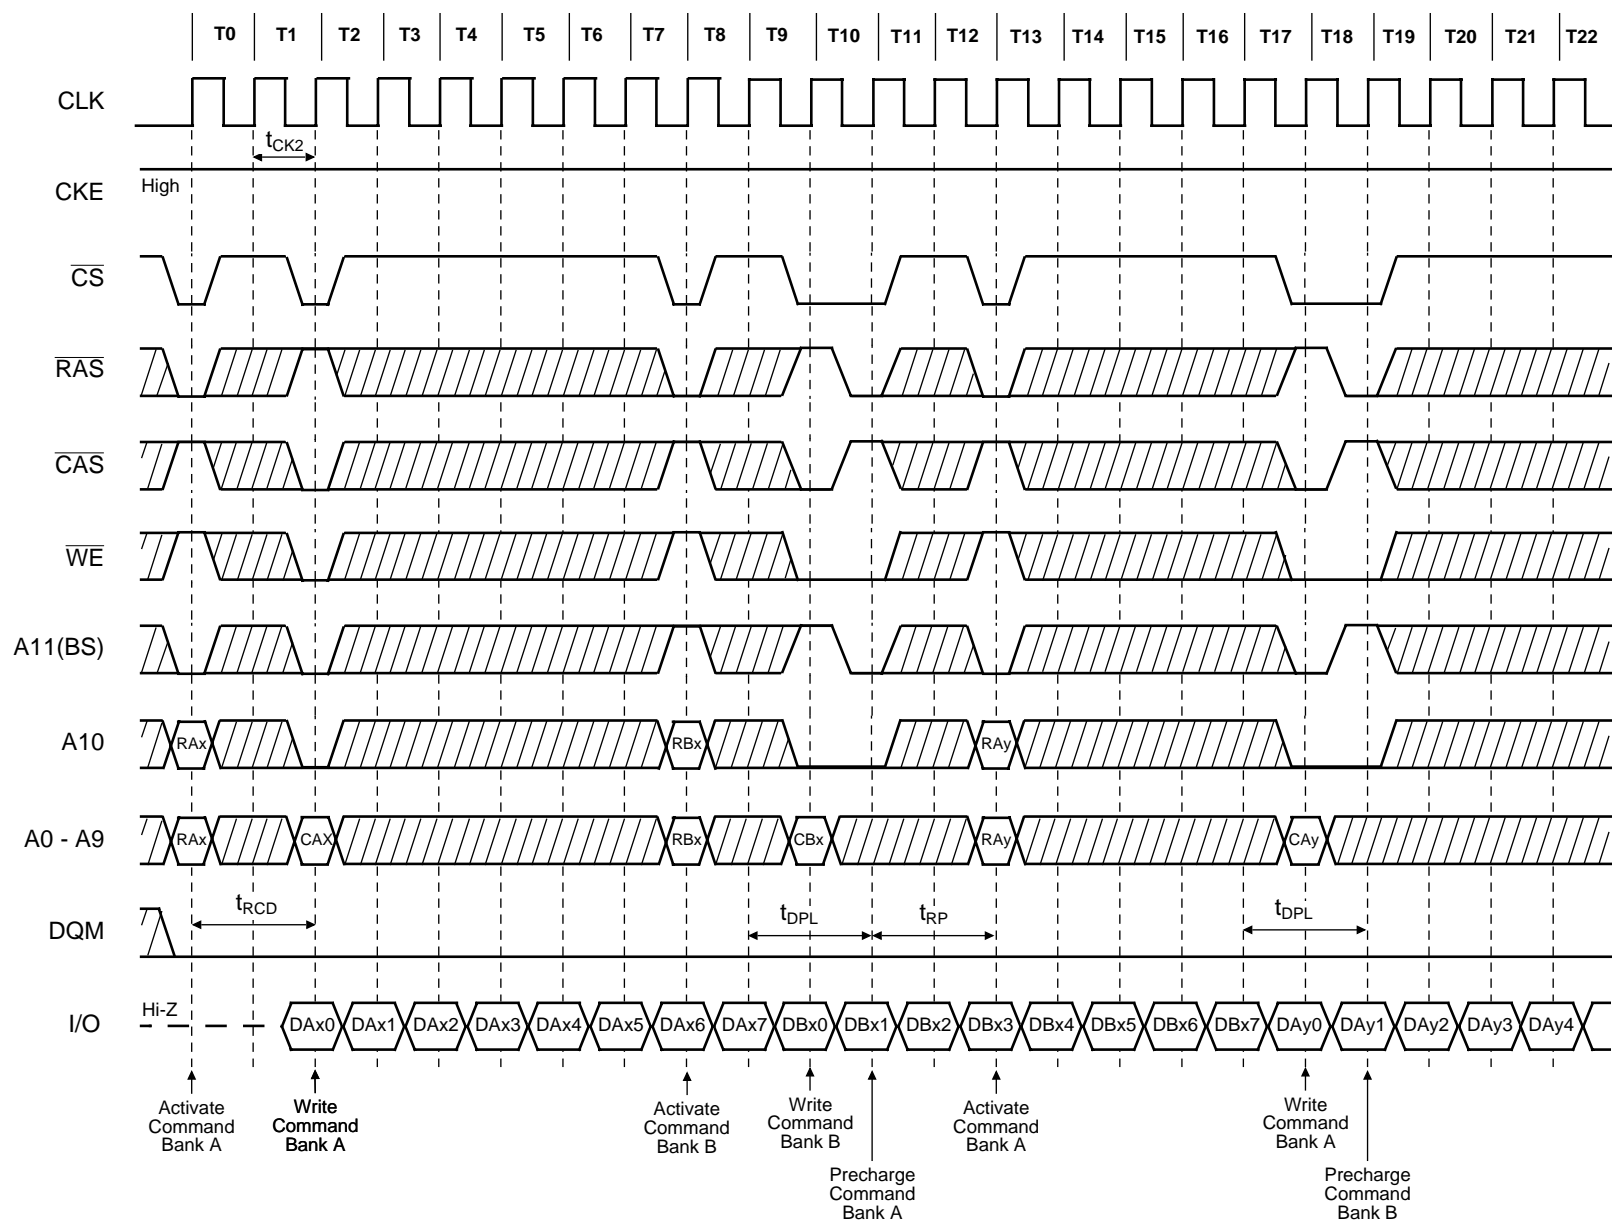 T0 T1 T2 T3 T4 T5 T6 T7 T8 T9 T10 T11 T12 T13 T14 T15 T16 T17 T18 T19 T20 T21 T22
CLK
tCK2
CKE High
CS
RAS
CAS
WE
A11(BS)
A10 RAx RBx RAy
A0 - A9 RAx CAX RBx CBx RAy CAy
DQM tRCD tDPL tRP tDPL
I/O Hi-Z DAx0 DAx1 DAx2 DAx3 DAx4 DAx5 DAx6 DAx7 DBx0 DBx1 DBx2 DBx3 DBx4 DBx5 DBx6 DBx7 DAy0 DAy1 DAy2 DAy3 DAy4
Activate
Command
Bank A
Write
Command
Bank A
Activate
Command
Bank B
Write
Command
Bank B
Precharge
Command
Bank A
Activate
Command
Bank A
Write
Command
Bank A
Precharge
Command
Bank B